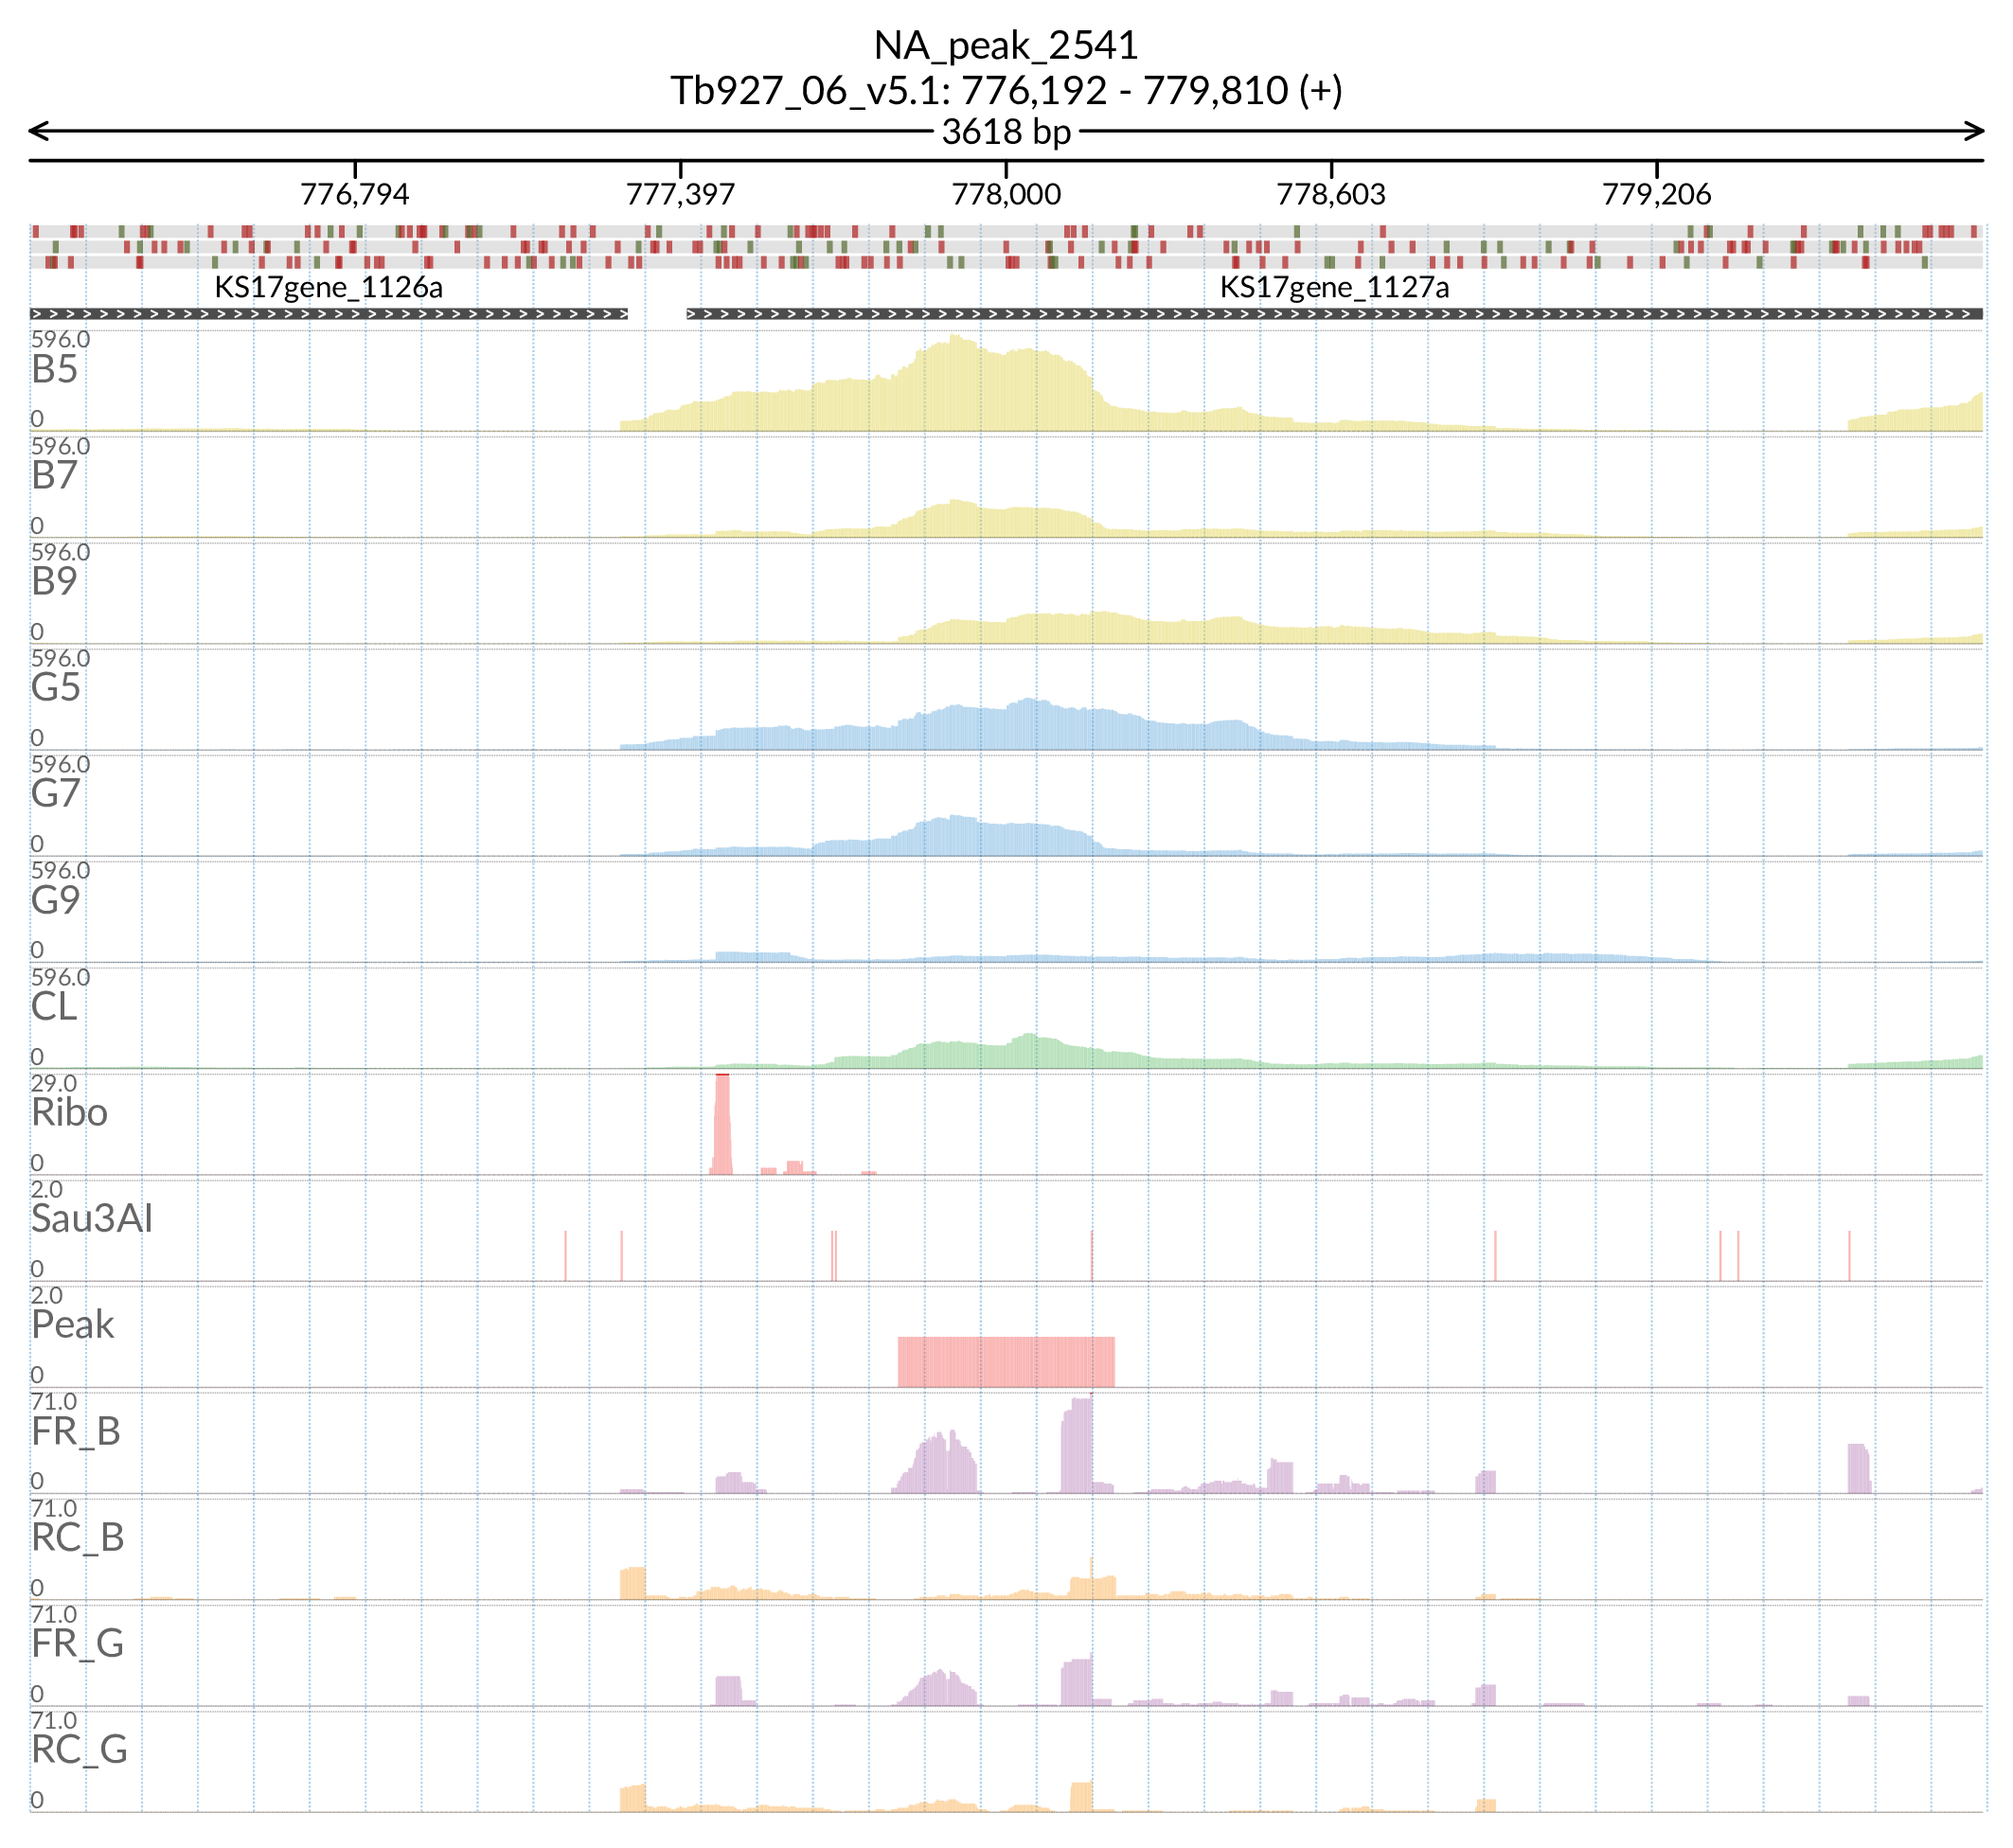 NA_peak_2541
Tb927_06_v5.1: 776,192 - 779,810 (+)
3618 bp
776,794 777,397 778,000 778,603 779,206
KS17gene_1126a KS17gene_1127a
596.0
B5
0
596.0
B7
0
596.0
B9
0
596.0
G5
0
596.0
G7
0
596.0
G9
0
596.0
CL
0
29.0
Ribo
0
2.0
Sau3AI
0
2.0
Peak
0
71.0
FR_B
0
71.0
RC_B
0
71.0
FR_G
0
71.0
RC_G
0